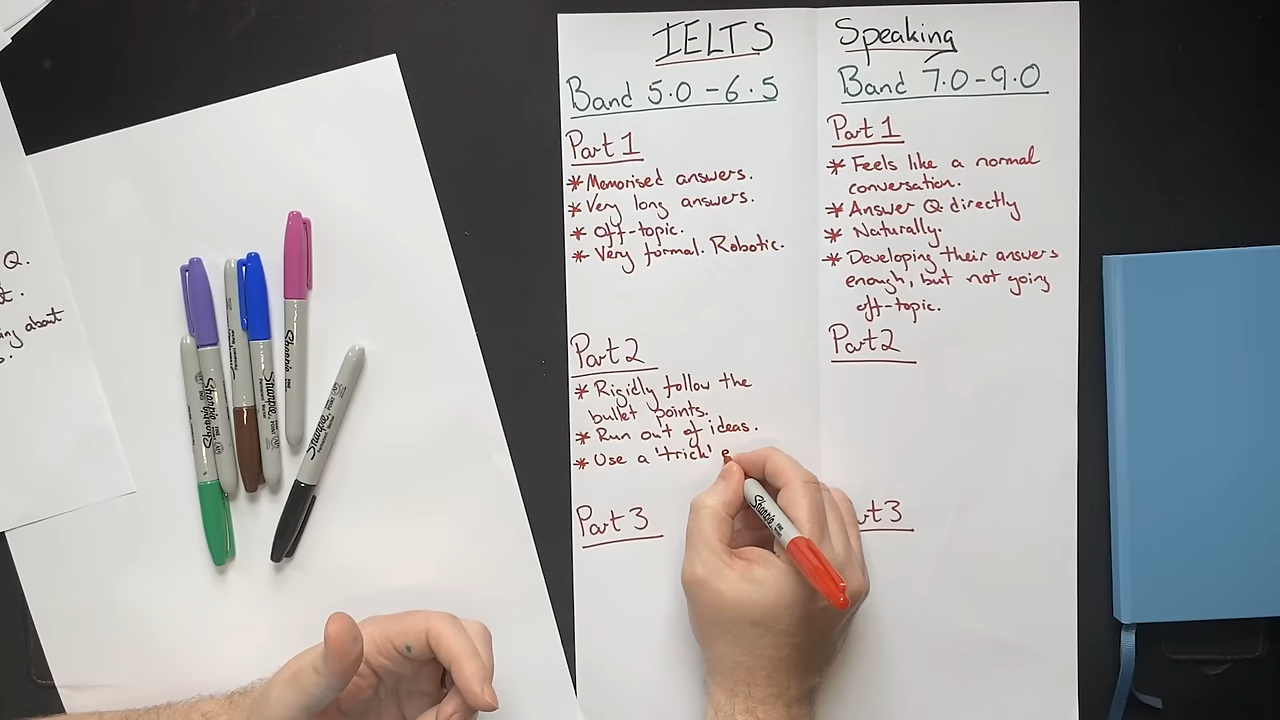 IELTS Speaking
Band 5.0 - 6.5
Part 1
* Memorised answers.
* Very long answers.
* Off-topic.
* Very formal. Robotic.
Part 2
* Rigidly follow the
bullet points.
* Run out of ideas.
* Use a 'trick'
Part 3
Band 7.0 - 9.0
Part 1
* Feels like a normal
conversation.
* Answer Q. directly
* Naturally.
* Developing their answers
enough, but not going
off-topic.
Part 2
Q.
about
Sharpie
Sharpie
Sharpie
Sharpie
Sharpie